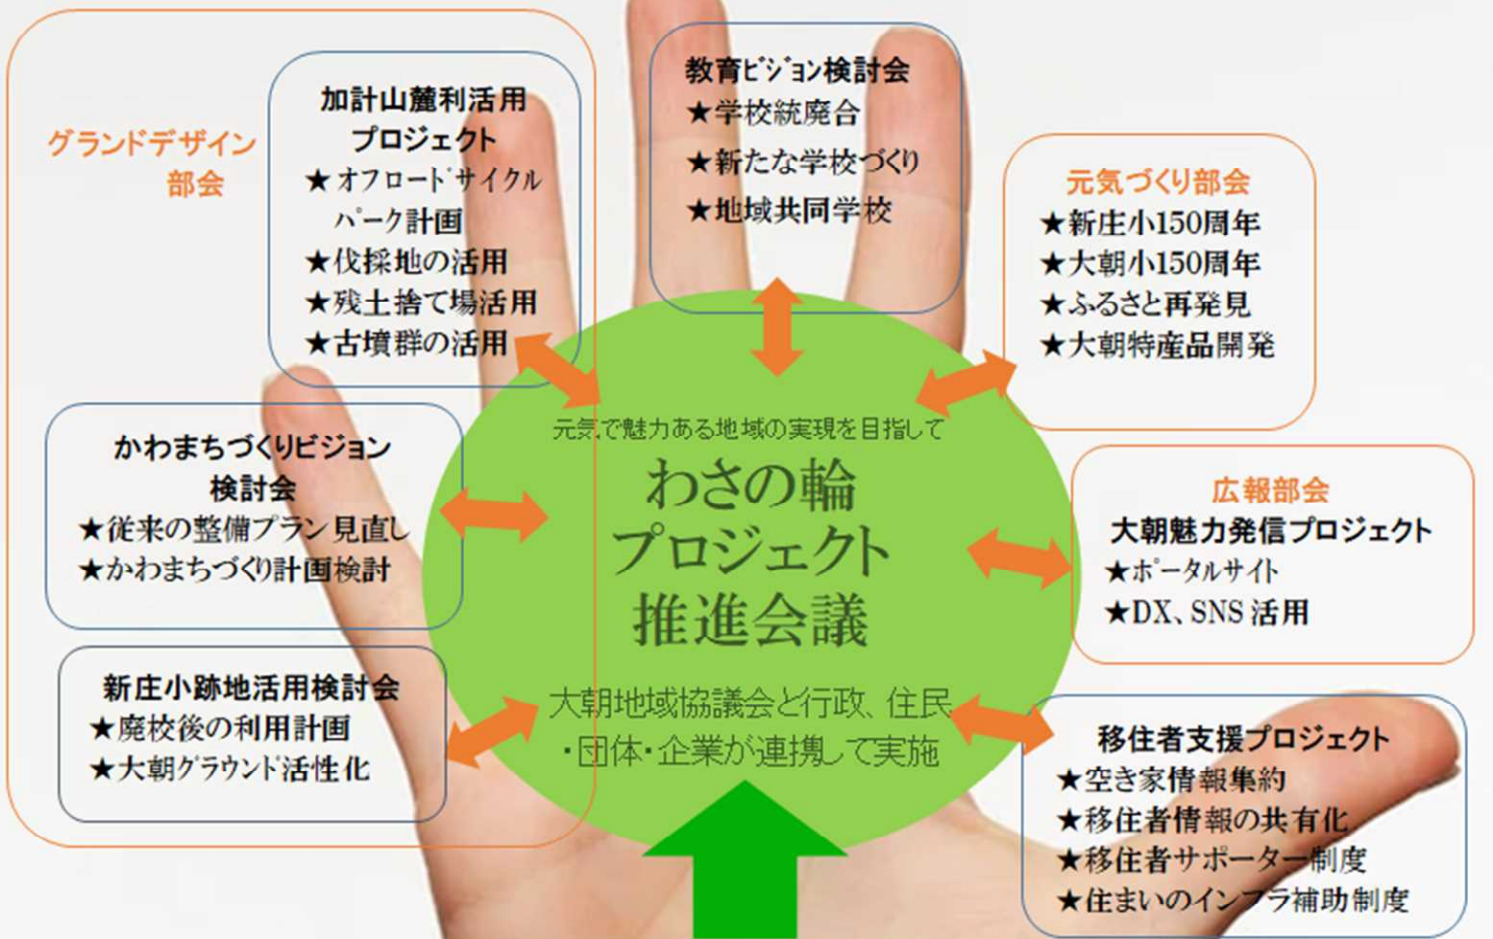 グランドデザイン
部会
加計山麓利活用
プロジェクト
★オフロードサイクル
パーク計画
★伐採地の活用
★残土捨て場活用
★古墳群の活用
かわまちづくりビジョン
検討会
★従来の整備プラン見直し
★かわまちづくり計画検討
新庄小跡地活用検討会
★廃校後の利用計画
★大朝グラウンド活性化
教育ビジョン検討会
★学校統廃合
★新たな学校づくり
★地域共同学校
元気づくり部会
★新庄小150周年
★大朝小150周年
★ふるさと再発見
★大朝特産品開発
広報部会
大朝魅力発信プロジェクト
★ポータルサイト
★DX、SNS活用
移住者支援プロジェクト
★空き家情報集約
★移住者情報の共有化
★移住者サポーター制度
★住まいのインフラ補助制度
元気で魅力ある地域の実現を目指して
わさの輪
プロジェクト
推進会議
大朝地域協議会と行政、住民
・団体・企業が連携して実施